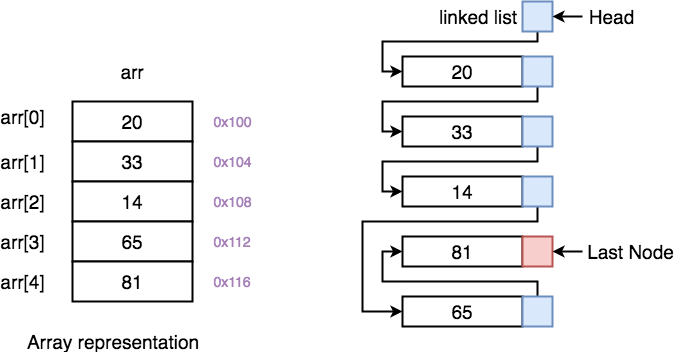 linked list
Head
arr
20
33
14
81
Last Node
65
arr[0]
20
0x100
arr[1]
33
0x104
arr[2]
14
0x108
arr[3]
65
0x112
arr[4]
81
0x116
Array representation